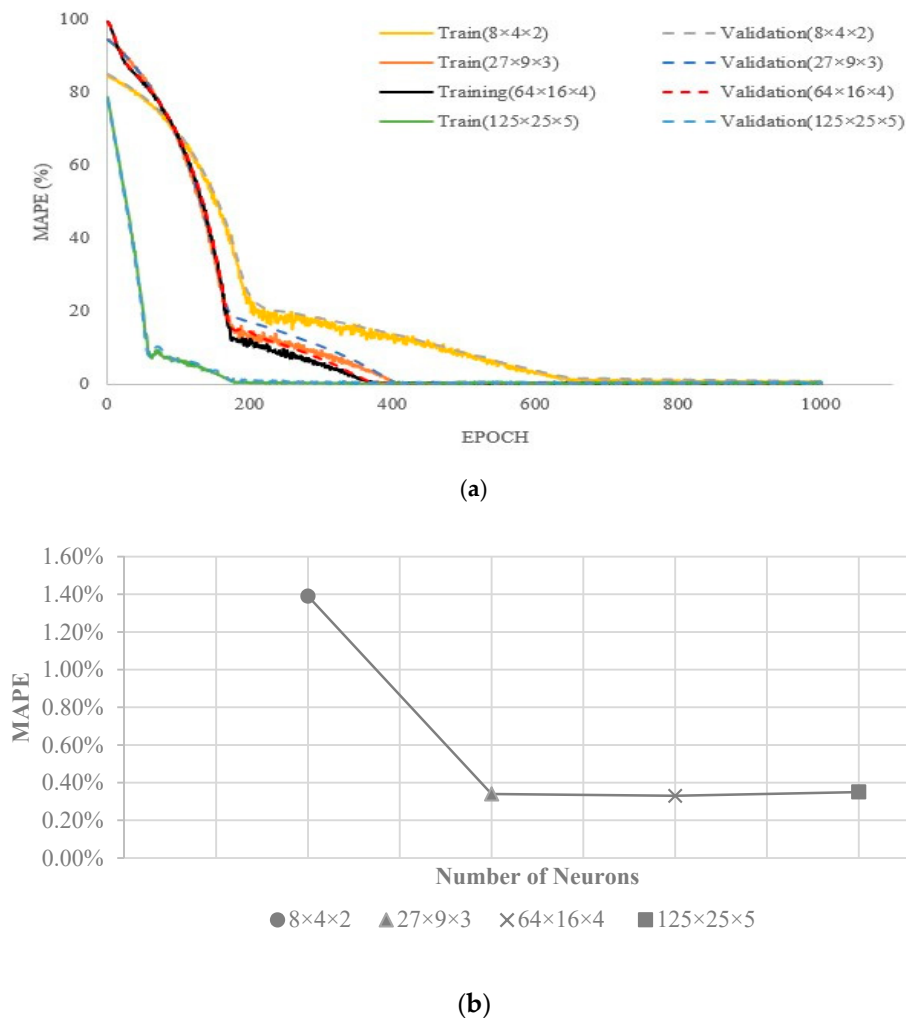 100
80
60
40
20
0
MAPE (%)
Train(8×4×2)
Validation(8×4×2)
Train(27×9×3)
Validation(27×9×3)
Training(64×16×4)
Validation(64×16×4)
Train(125×25×5)
Validation(125×25×5)
0 200 400 600 800 1000
EPOCH
(a)
1.60%
1.40%
1.20%
1.00%
0.80%
0.60%
0.40%
0.20%
0.00%
MAPE
Number of Neurons
8×4×2 27×9×3 64×16×4 125×25×5
(b)